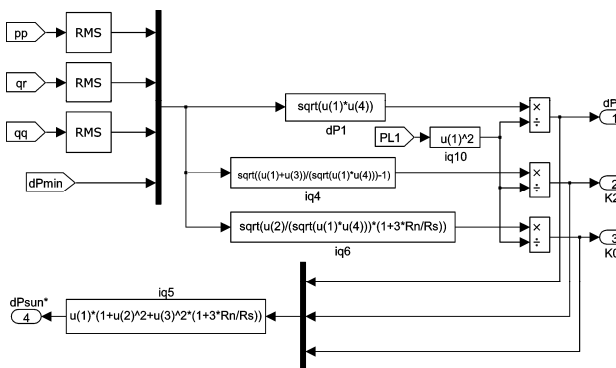 pp
RMS
qr
RMS
qq
RMS
dPmin
sqrt(u(1)*u(4))
dP1
PL1
u(1)^2
iq10
×
÷
dP
1
sqrt((u(1)+u(3))/(sqrt(u(1)*u(4)))-1)
iq4
×
÷
2
K2
sqrt(u(2)/(sqrt(u(1)*u(4)))*(1+3*Rn/Rs))
iq6
×
÷
3
K0
iq5
dPsun*
4
u(1)*(1+u(2)^2+u(3)^2*(1+3*Rn/Rs))